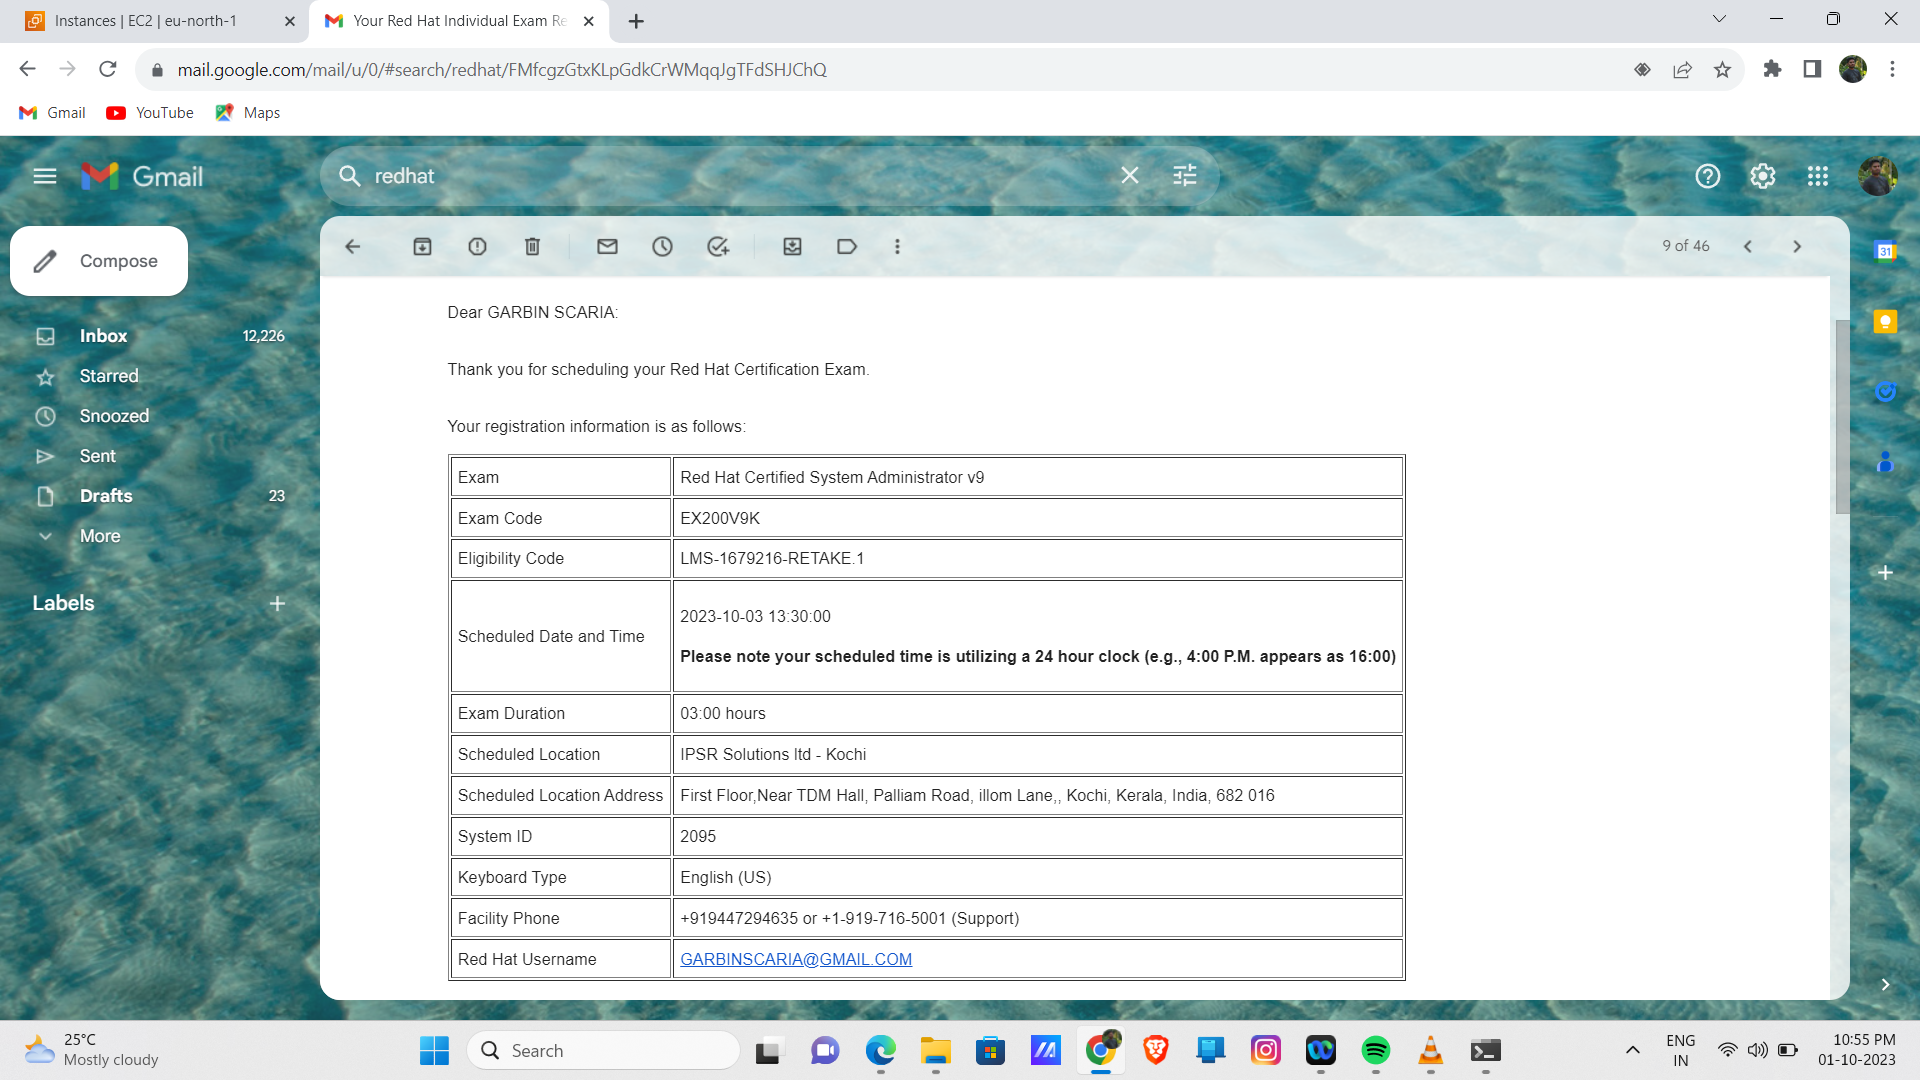 Instances | EC2 | eu-north-1
Your Red Hat Individual Exam Re
mail.google.com/mail/u/0/#search/redhat/FMfcgzGtxKLpGdkCrWMqqJgTFdSHJChQ
Gmail
YouTube
Maps
Gmail
redhat
Compose
9 of 46
Inbox 12,226
Starred
Snoozed
Sent
Drafts 23
More
Labels
Dear GARBIN SCARIA:
Thank you for scheduling your Red Hat Certification Exam.
Your registration information is as follows:
Exam Red Hat Certified System Administrator v9
Exam Code EX200V9K
Eligibility Code LMS-1679216-RETAKE.1
Scheduled Date and Time 2023-10-03 13:30:00
Please note your scheduled time is utilizing a 24 hour clock (e.g., 4:00 P.M. appears as 16:00)
Exam Duration 03:00 hours
Scheduled Location IPSR Solutions ltd - Kochi
Scheduled Location Address First Floor,Near TDM Hall, Palliam Road, illom Lane,, Kochi, Kerala, India, 682 016
System ID 2095
Keyboard Type English (US)
Facility Phone +919447294635 or +1-919-716-5001 (Support)
Red Hat Username GARBINSCARIA@GMAIL.COM
31
25°C
Mostly cloudy
Search
ENG
IN
10:55 PM
01-10-2023